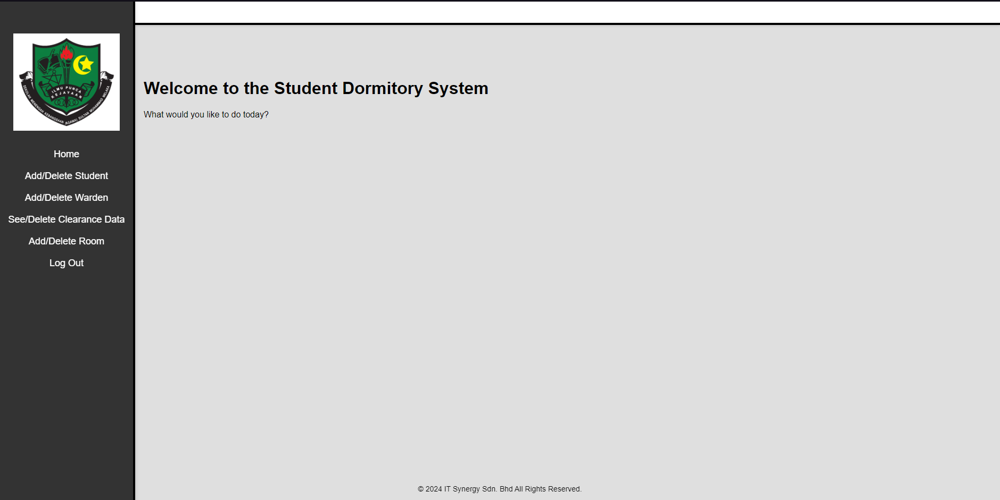 ILMU PUNCA
KEJAYAAN
SEKOLAH MENENGAH KEBANGSAAN (AGAMA) SULTAN MUHAMMAD MELAKA
Home
Add/Delete Student
Add/Delete Warden
See/Delete Clearance Data
Add/Delete Room
Log Out
Welcome to the Student Dormitory System
What would you like to do today?
© 2024 IT Synergy Sdn. Bhd All Rights Reserved.